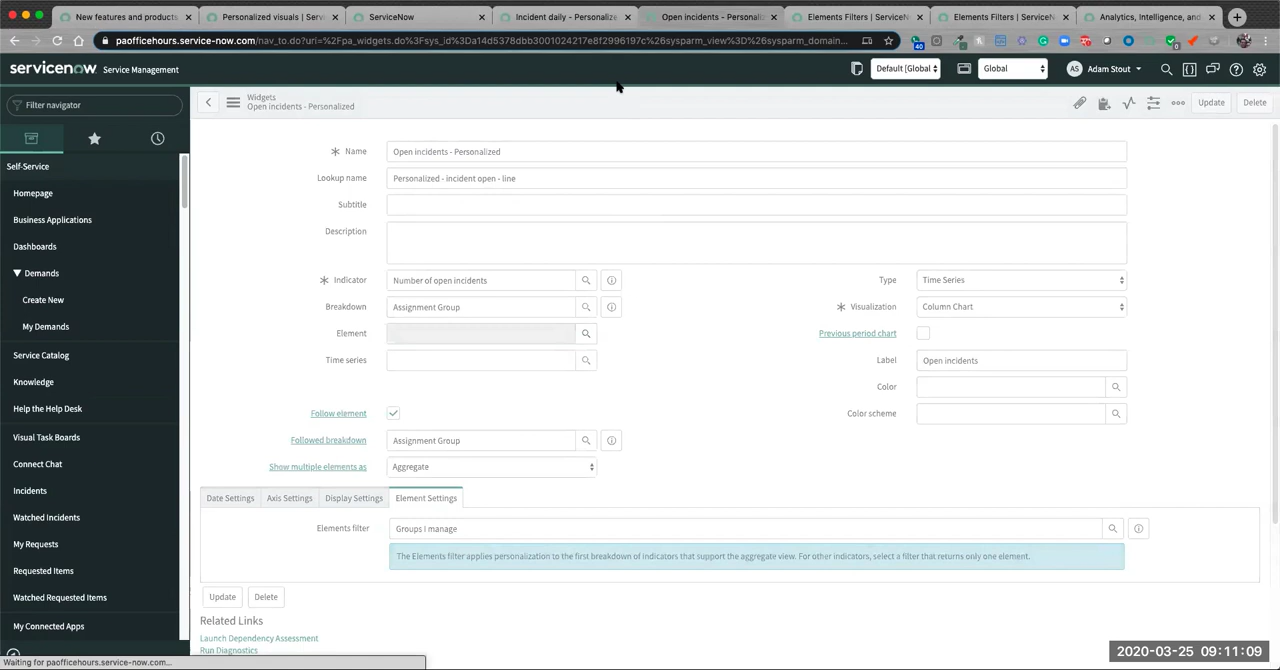 New features and products
Personalized visuals | Servic
ServiceNow
Incident daily - Personalize
Open incidents - Personaliz
Elements Filters | ServiceN
Elements Filters | ServiceN
Analytics, Intelligence, and
paofficehours.service-now.com/nav_to.do?uri=%2Fpa_widgets.do%3Fsys_id%3Da14d5378dbb3001024217e8f2996197c%26sysparm_view%3D%26sysparm_domain...
servicenow Service Management
Default [Global
Global
AS Adam Stout
Filter navigator
Self-Service
Homepage
Business Applications
Dashboards
Demands
Create New
My Demands
Service Catalog
Knowledge
Help the Help Desk
Visual Task Boards
Connect Chat
Incidents
Watched Incidents
My Requests
Requested Items
Watched Requested Items
My Connected Apps
Widgets
Open incidents - Personalized
Update
Delete
Name Open incidents - Personalized
Lookup name Personalized - incident open - line
Subtitle
Description
Indicator Number of open incidents
Breakdown Assignment Group
Element
Time series
Follow element
Followed breakdown Assignment Group
Show multiple elements as Aggregate
Type Time Series
Visualization Column Chart
Previous period chart
Label Open incidents
Color
Color scheme
Date Settings
Axis Settings
Display Settings
Element Settings
Elements filter Groups I manage
The Elements filter applies personalization to the first breakdown of indicators that support the aggregate view. For other indicators, select a filter that returns only one element.
Update
Delete
Related Links
Launch Dependency Assessment
Run Diagnostics
Waiting for paofficehours.service-now.com...
2020-03-25 09:11:09